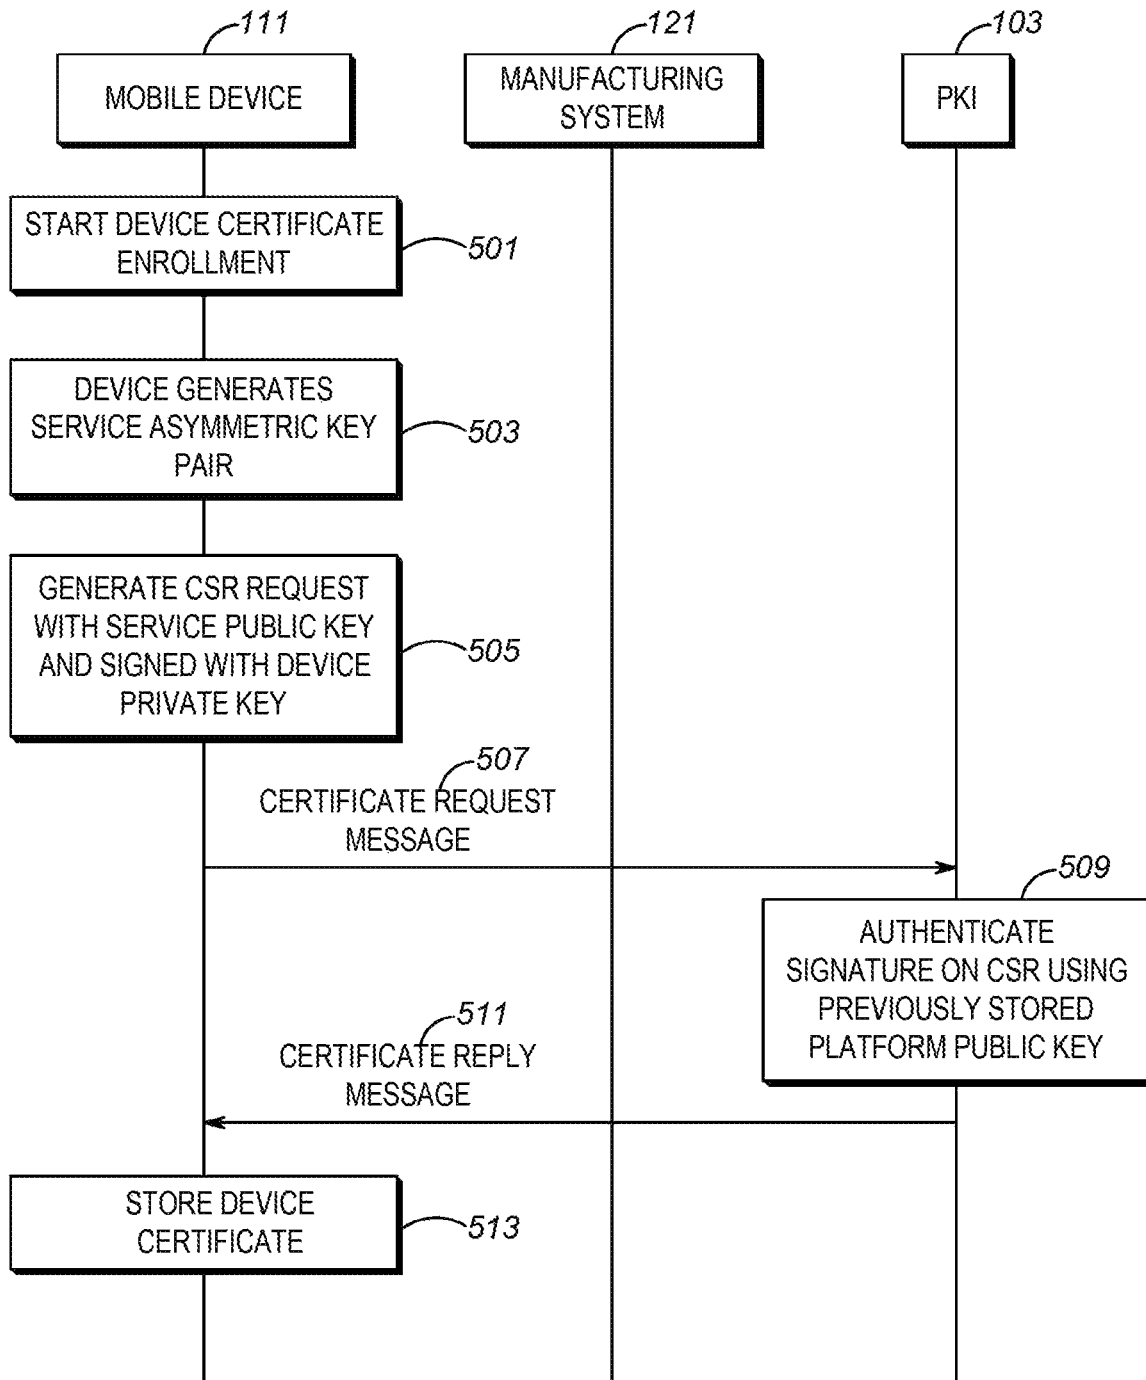 111
121
103
MOBILE DEVICE
MANUFACTURING
SYSTEM
PKI
START DEVICE CERTIFICATE
ENROLLMENT
501
DEVICE GENERATES
SERVICE ASYMMETRIC KEY
PAIR
503
GENERATE CSR REQUEST
WITH SERVICE PUBLIC KEY
AND SIGNED WITH DEVICE
PRIVATE KEY
505
507
CERTIFICATE REQUEST
MESSAGE
509
AUTHENTICATE
SIGNATURE ON CSR USING
PREVIOUSLY STORED
PLATFORM PUBLIC KEY
511
CERTIFICATE REPLY
MESSAGE
STORE DEVICE
CERTIFICATE
513